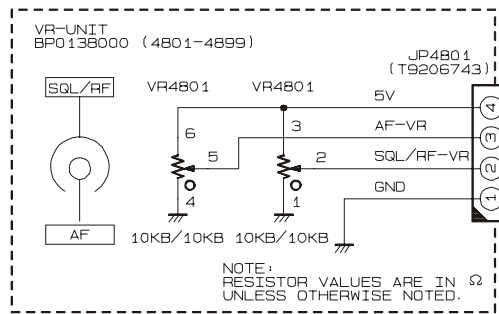 VR-UNIT
BP0138000 (4801-4899)
JP4801
(T9206743)
SQL/RF
VR4801
VR4801
5V
4
6
3
AF-VR
3
5
2
SQL/RF-VR
2
4
1
GND
1
AF
10KB/10KB
10KB/10KB
NOTE:
RESISTOR VALUES ARE IN Ω
UNLESS OTHERWISE NOTED.